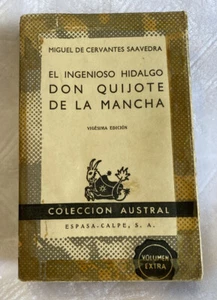 MIGUEL DE CERVANTES SAAVEDRA
EL INGENIOSO HIDALGO
DON QUIJOTE
DE LA MANCHA
VIGÉSIMA EDICIÓN
COLECCION AUSTRAL
ESPASA-CALPE, S. A.
VOLUMEN
EXTRA